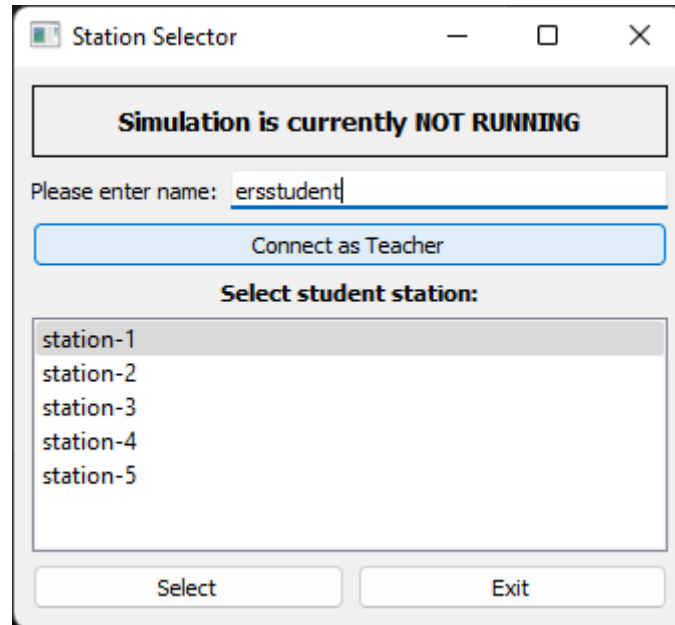 Station Selector
Simulation is currently NOT RUNNING
Please enter name: ersstudent
Connect as Teacher
Select student station:
station-1
station-2
station-3
station-4
station-5
Select Exit